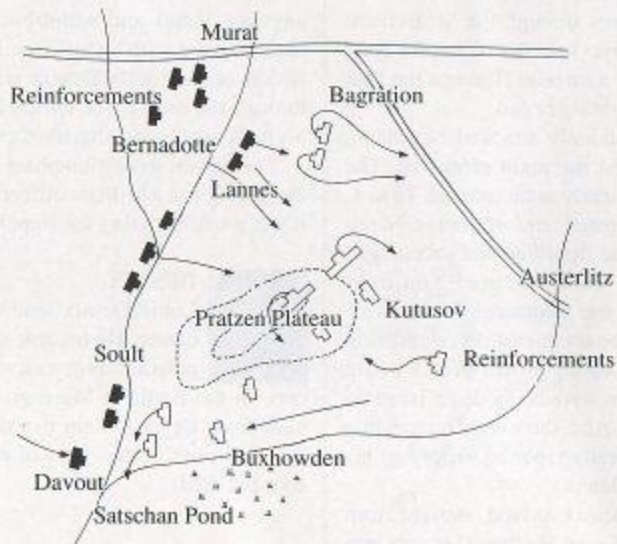 Murat
Reinforcements
Bagration
Bernadotte
Lannes
Austerlitz
Pratzen Plateau
Kutusov
Soult
Reinforcements
Buxhowden
Davout
Satschan Pond